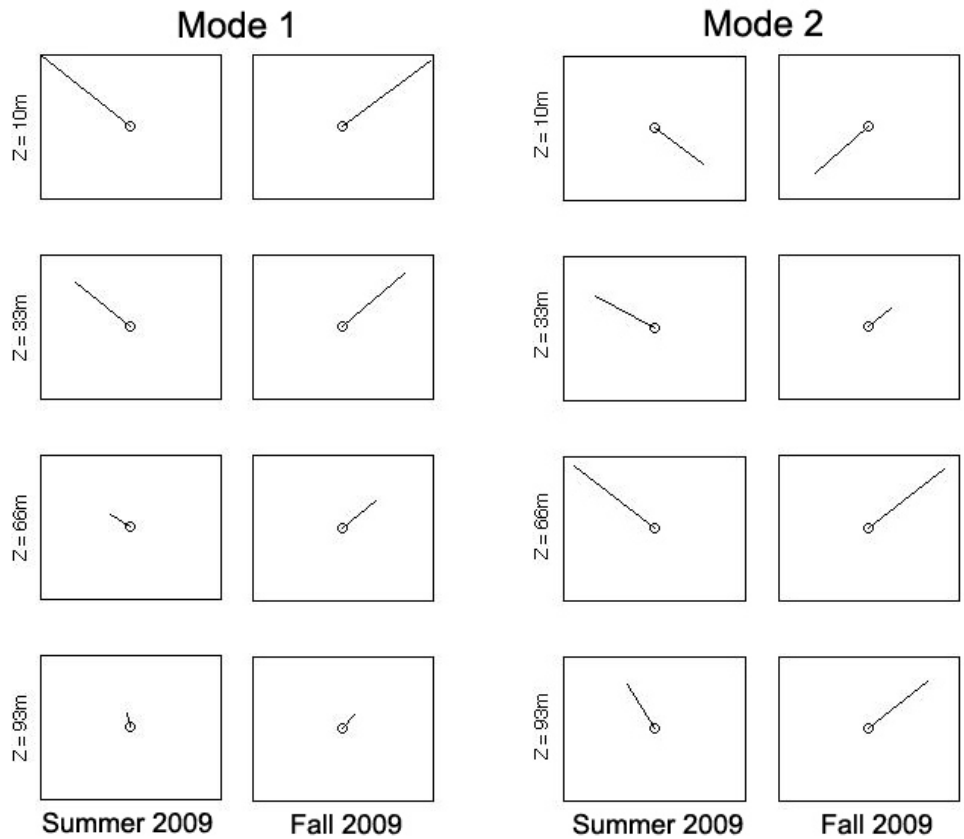 Mode 1
Mode 2
Z = 10m
Z = 10m
Z = 33m
Z = 33m
Z = 66m
Z = 66m
Z = 93m
Z = 93m
Summer 2009
Fall 2009
Summer 2009
Fall 2009